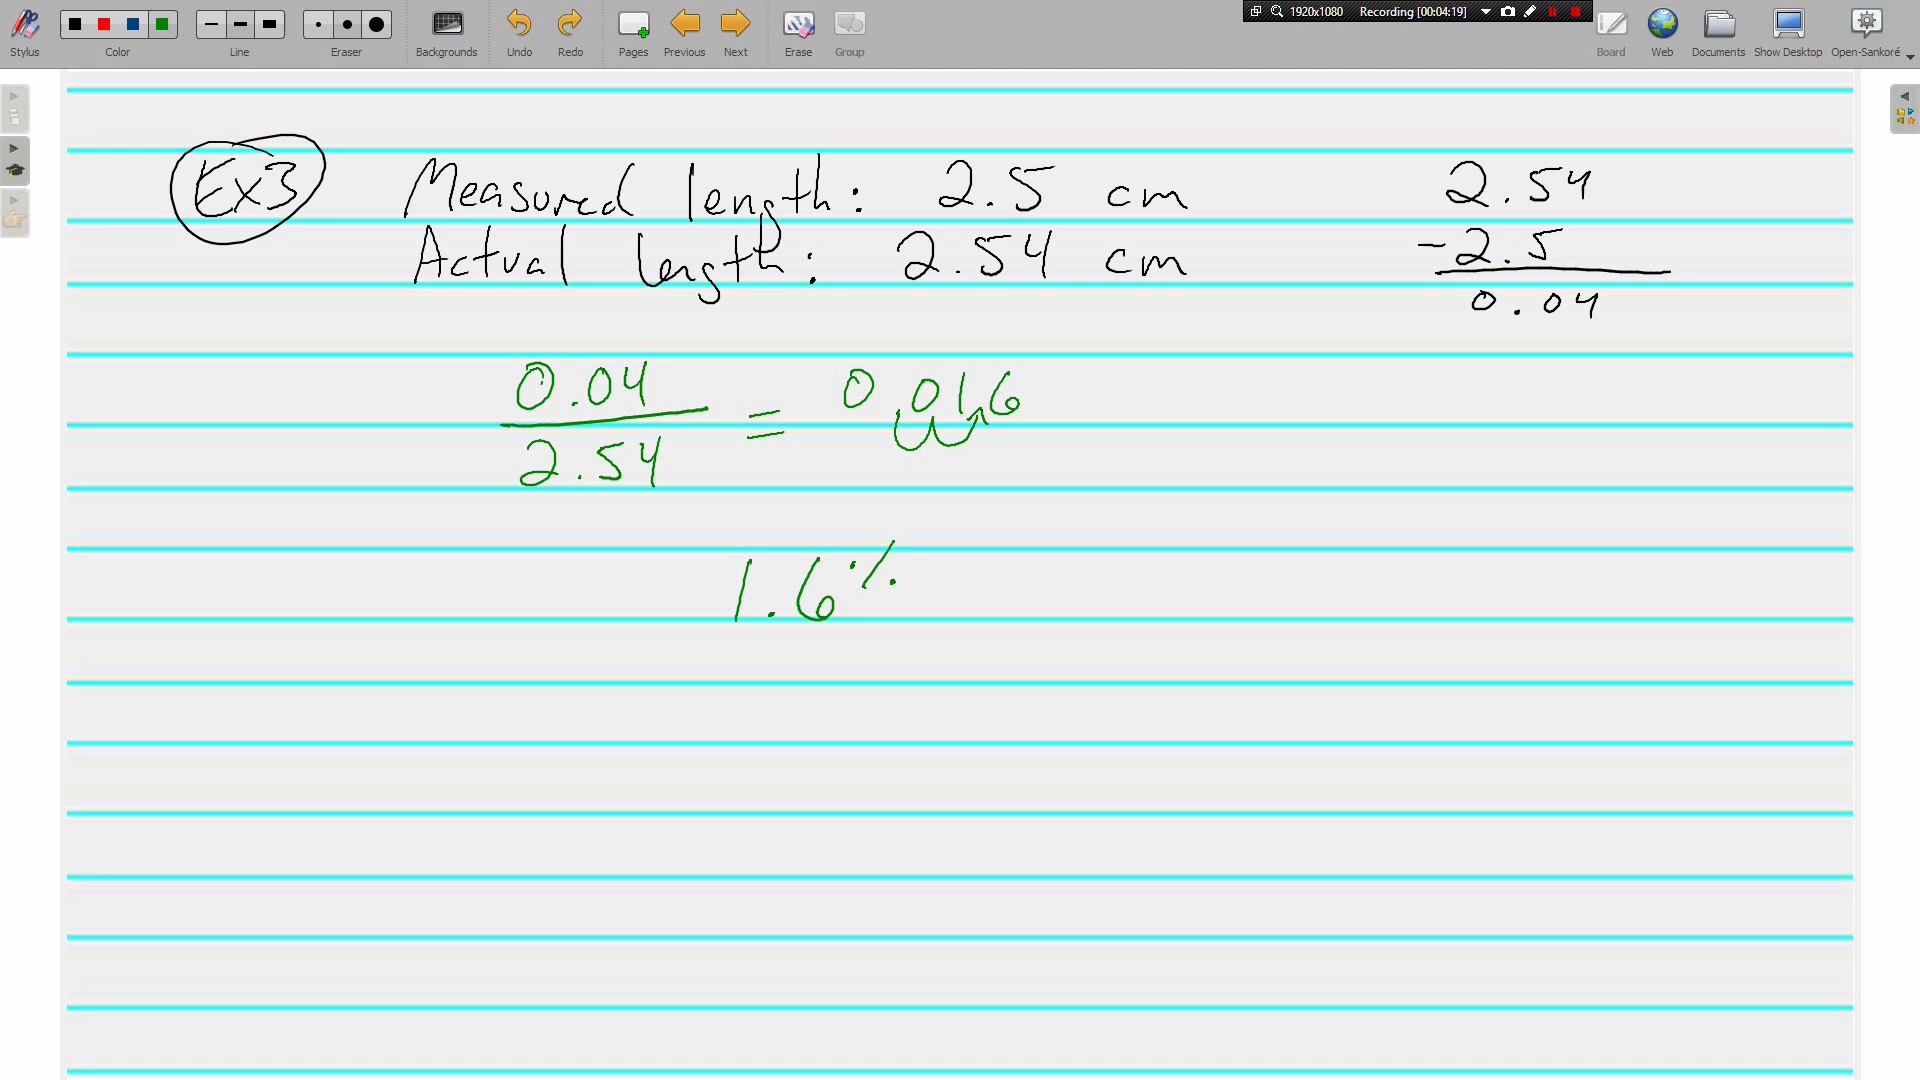 Stylus Color Line Eraser Backgrounds Undo Redo Pages Previous Next Erase Group 1920x1080 Recording [00:04:19] Board Web Documents Show Desktop Open-Sankoré
Ex3 Measured length: 2.5 cm 2.54
Actual length: 2.54 cm -2.5
0.04
0.04
= 0.016
2.54
1.6%